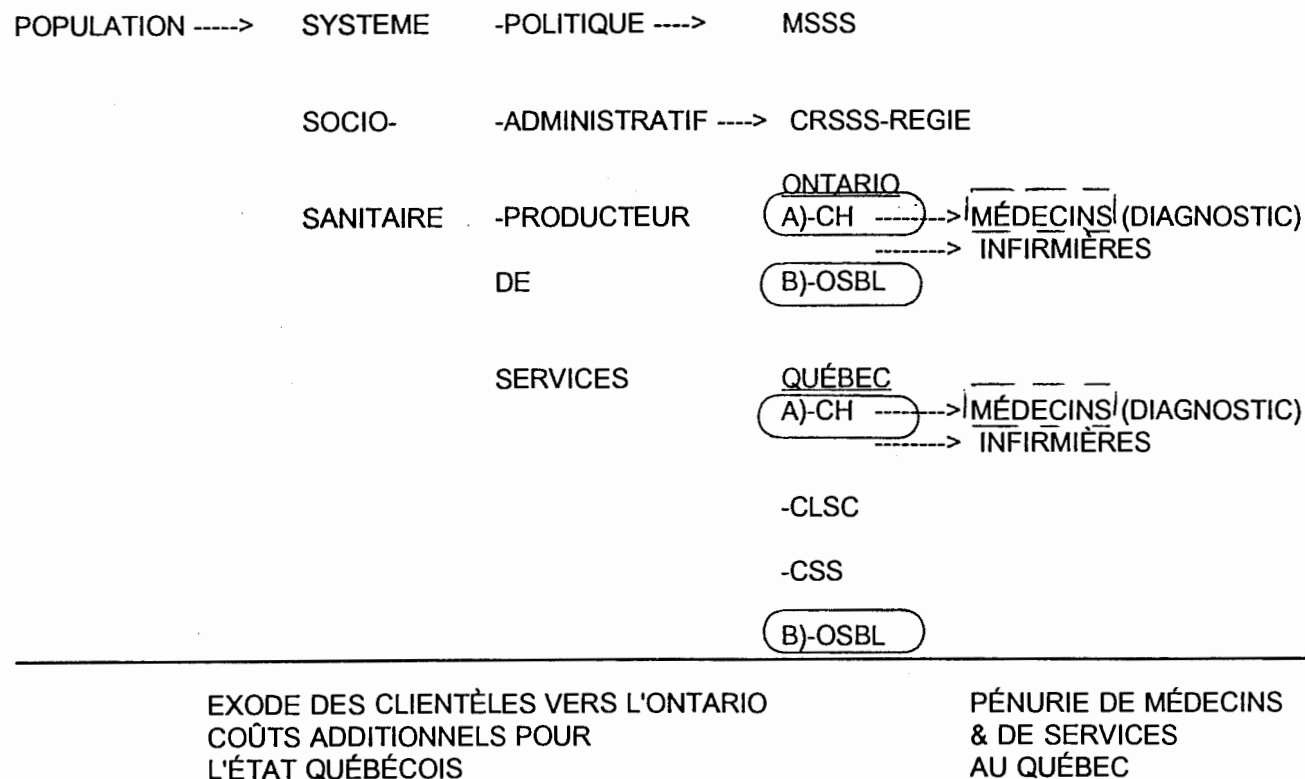 POPULATION -----> SYSTEME -POLITIQUE ----> MSSS
SOCIO- -ADMINISTRATIF ----> CRSSS-REGIE
ONTARIO
SANITAIRE -PRODUCTEUR A)-CH -------> MÉDECINS (DIAGNOSTIC)
--------> INFIRMIÈRES
DE B)-OSBL
SERVICES QUÉBEC
A)-CH -------> MÉDECINS (DIAGNOSTIC)
--------> INFIRMIÈRES
-CLSC
-CSS
B)-OSBL
EXODE DES CLIENTÈLES VERS L'ONTARIO PÉNURIE DE MÉDECINS
COÛTS ADDITIONNELS POUR & DE SERVICES
L'ÉTAT QUÉBÉCOIS AU QUÉBEC